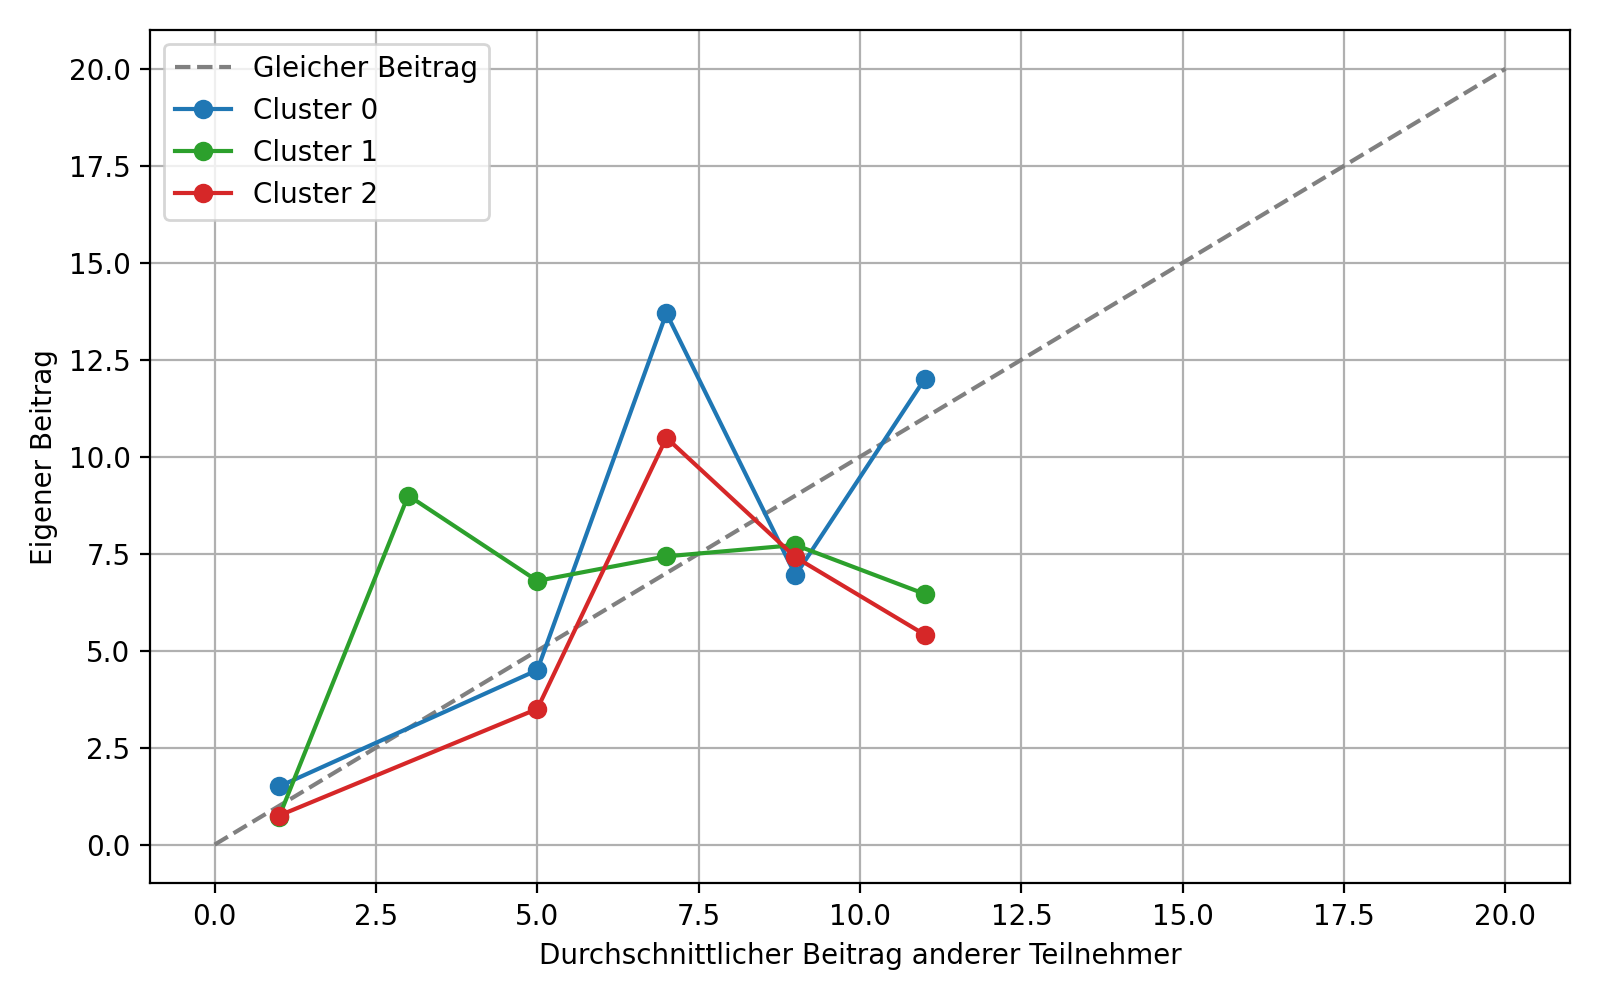 Gleicher Beitrag
Cluster 0
Cluster 1
Cluster 2
Eigener Beitrag
20.0
17.5
15.0
12.5
10.0
7.5
5.0
2.5
0.0
0.0 2.5 5.0 7.5 10.0 12.5 15.0 17.5 20.0
Durchschnittlicher Beitrag anderer Teilnehmer